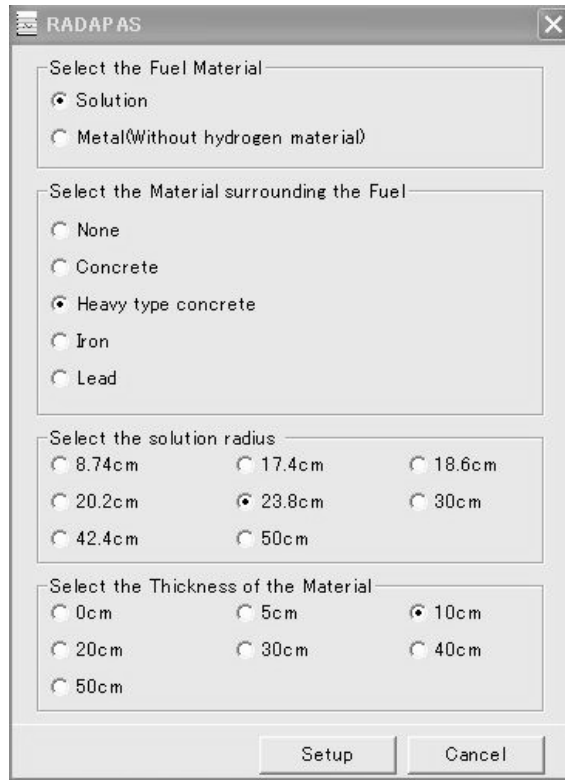 RADAPAS
Select the Fuel Material
Solution
Metal(Without hydrogen material)
Select the Material surrounding the Fuel
None
Concrete
Heavy type concrete
Iron
Lead
Select the solution radius
8.74cm 17.4cm 18.6cm
20.2cm 23.8cm 30cm
42.4cm 50cm
Select the Thickness of the Material
0cm 5cm 10cm
20cm 30cm 40cm
50cm
Setup Cancel